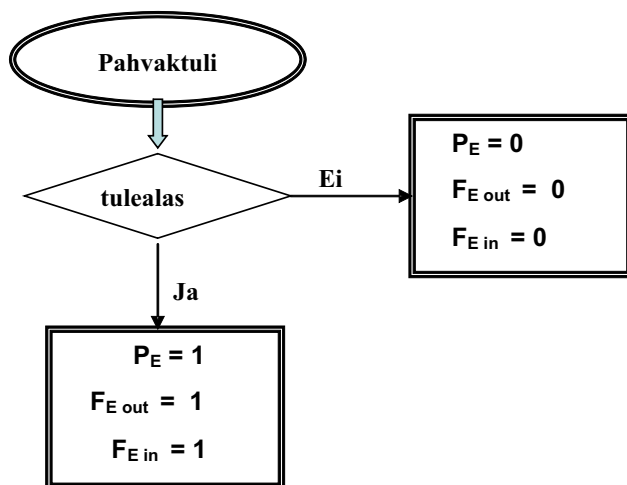 Pahvaktuli
tulealas
Ei
P_E = 0
F_E out = 0
F_E in = 0
Ja
P_E = 1
F_E out = 1
F_E in = 1